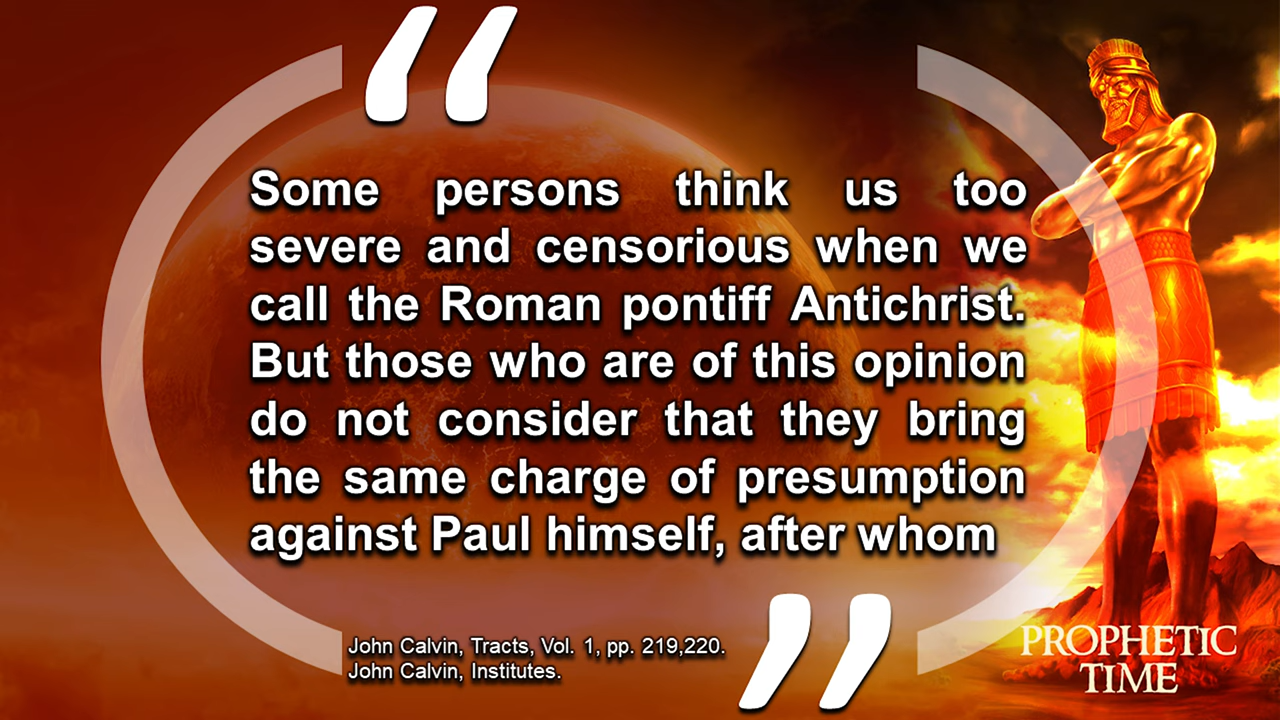 “
Some persons think us too
severe and censorious when we
call the Roman pontiff Antichrist.
But those who are of this opinion
do not consider that they bring
the same charge of presumption
against Paul himself, after whom
”
John Calvin, Tracts, Vol. 1, pp. 219,220.
John Calvin, Institutes.
PROPHETIC
TIME